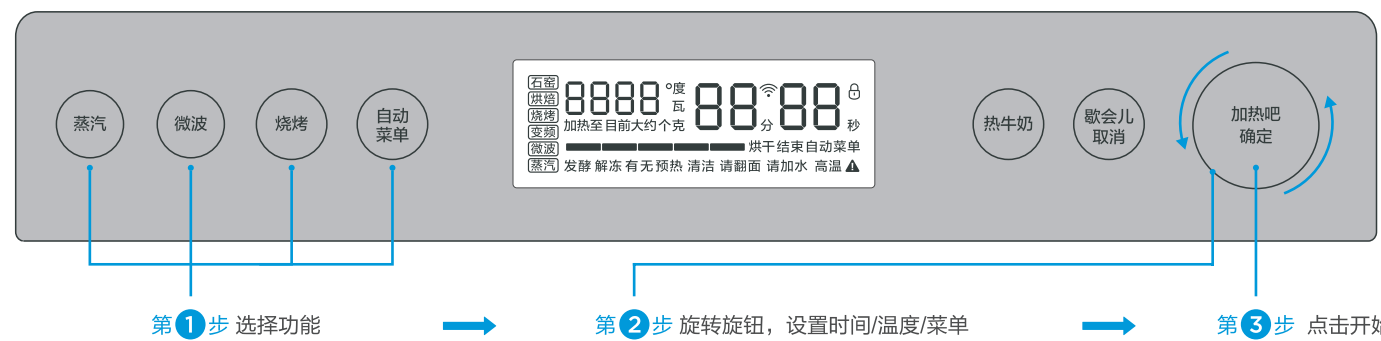 蒸汽
微波
烧烤
自动
菜单
石窑
烘焙
烧烤
变频
微波
蒸汽
88:88
°度
瓦
88:88
加热至目前大约个克
分
秒
烘干结束自动菜单
发酵 解冻 有无预热 清洁 请翻面 请加水 高温
热牛奶
歇会儿
取消
加热吧
确定
第1步 选择功能
第2步 旋转旋钮，设置时间/温度/菜单
第3步 点击开始